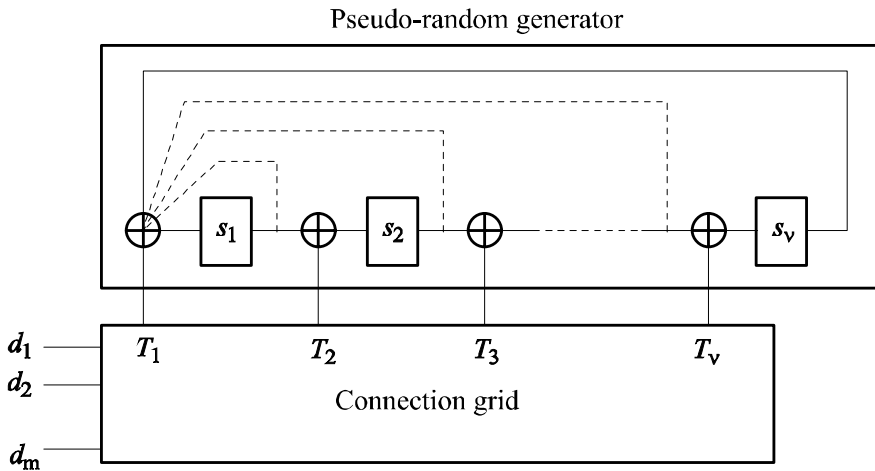 Pseudo-random generator
s1 s2 sν
d1 T1 T2 T3 Tν
d2
Connection grid
dm